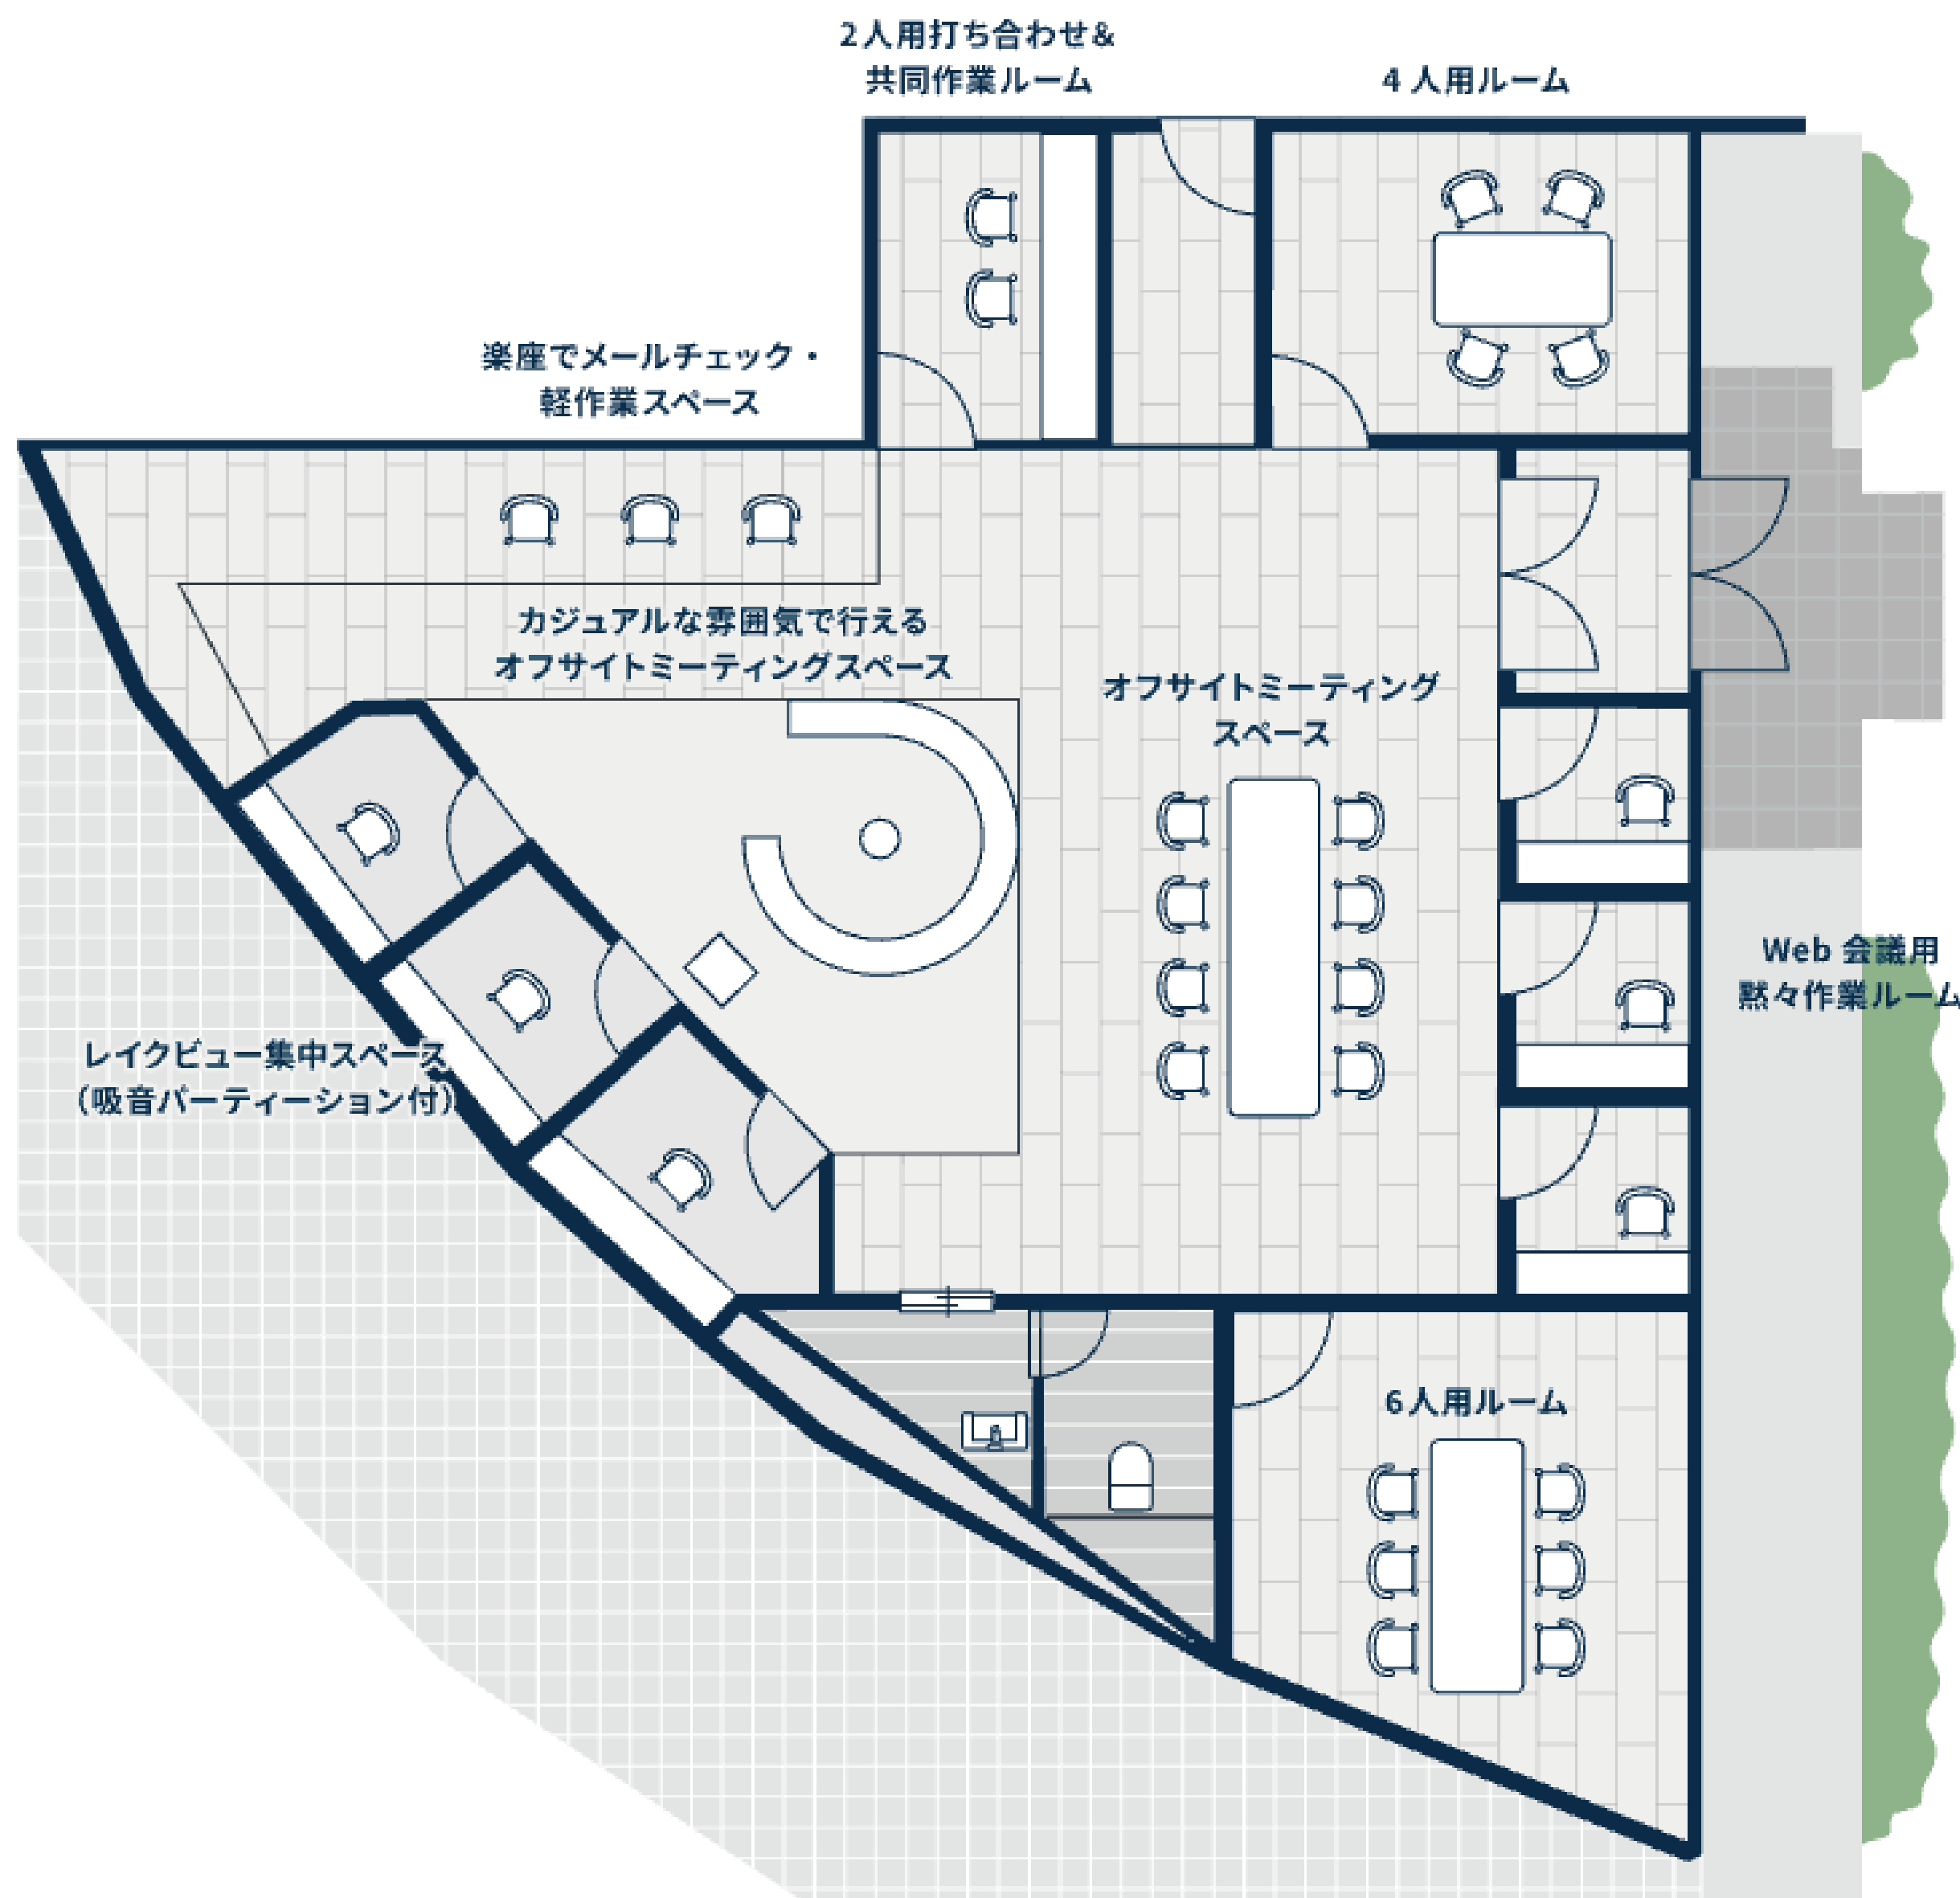 2人用打ち合わせ&
共同作業ルーム
4 人用ルーム
楽座でメールチェック・
軽作業スペース
カジュアルな雰囲気で行える
オフサイトミーティングスペース
オフサイトミーティング
スペース
Web 会議用
黙々作業ルーム
レイクビュー集中スペース
（吸音パーティーション付）
6人用ルーム